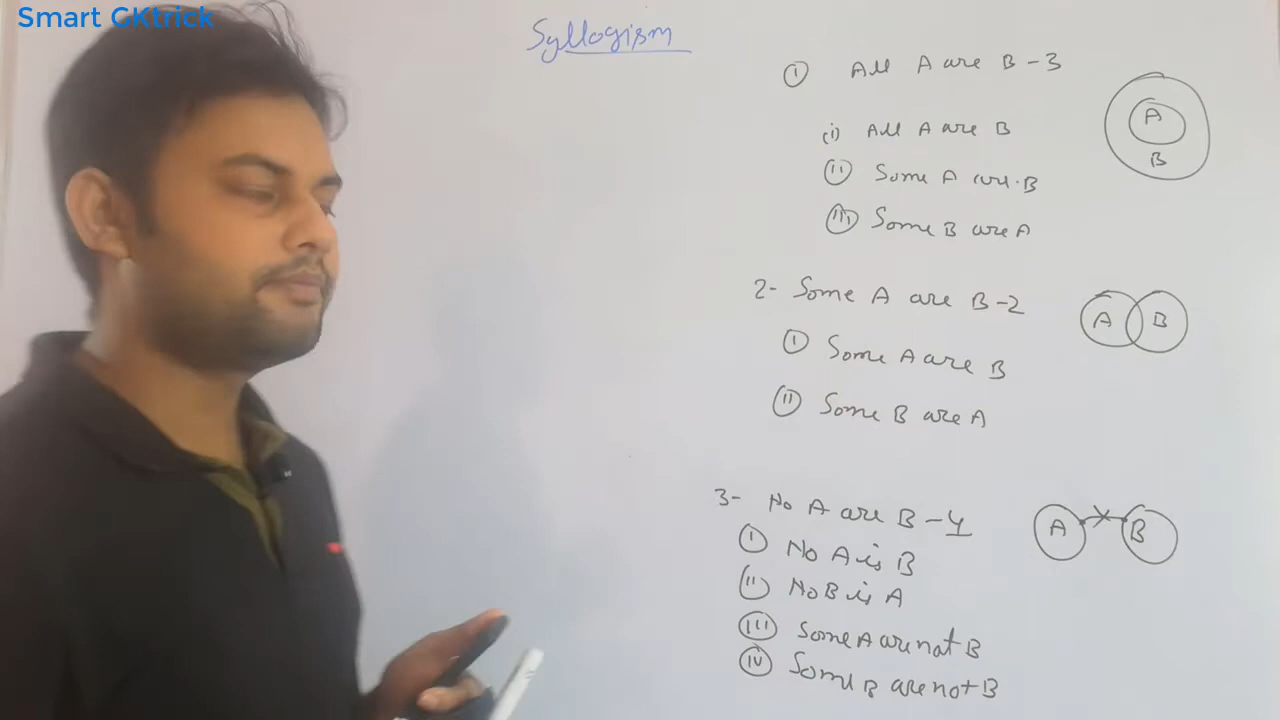 Smart GKtrick
Syllogism
(i) All A are B - 3
(i) All A are B
(ii) Some A are B
(iii) Some B are A
A
B
2- Some A are B - 2
(i) Some A are B
(ii) Some B are A
A B
3- No A are B - 4
(i) No A is B
(ii) No B is A
(iii) Some A are not B
(iv) Some B are not B
A B